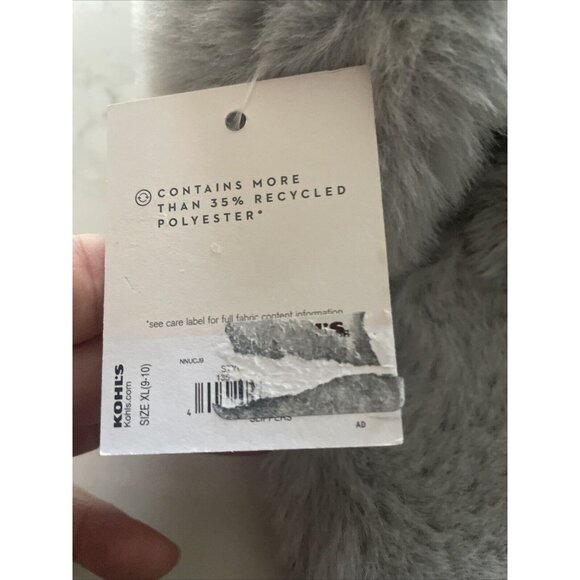 CONTAINS MORE
THAN 35% RECYCLED
POLYESTER*
*see care label for full fabric content information
KOHL'S
Kohls.com
SIZE XL(9-10)
NNUCJ9
4
SLIPPERS
AD